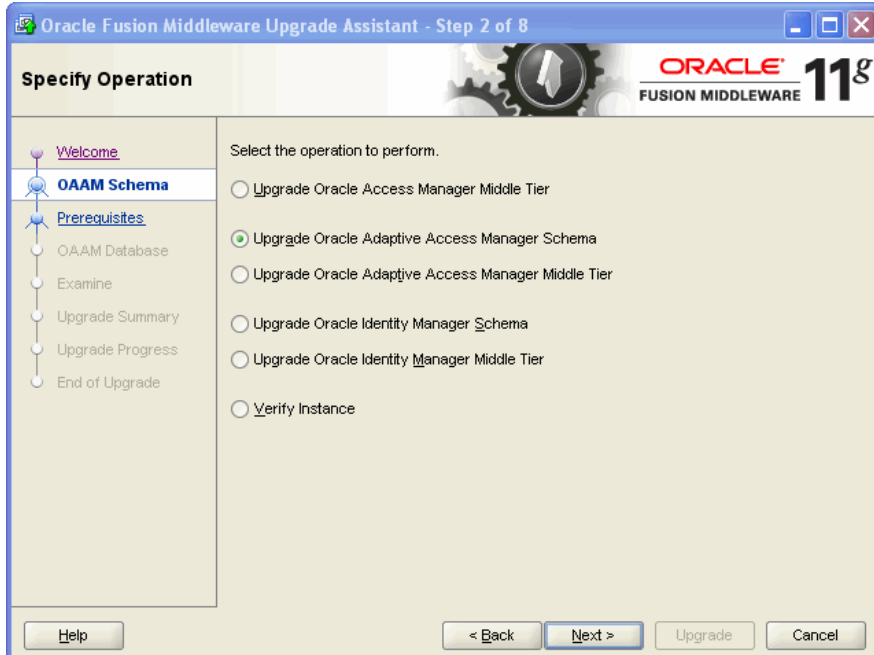 Oracle Fusion Middleware Upgrade Assistant - Step 2 of 8
Specify Operation
ORACLE®
FUSION MIDDLEWARE 11g
Welcome
OAAM Schema
Prerequisites
OAAM Database
Examine
Upgrade Summary
Upgrade Progress
End of Upgrade
Select the operation to perform.
Upgrade Oracle Access Manager Middle Tier
Upgrade Oracle Adaptive Access Manager Schema
Upgrade Oracle Adaptive Access Manager Middle Tier
Upgrade Oracle Identity Manager Schema
Upgrade Oracle Identity Manager Middle Tier
Verify Instance
Help
< Back
Next >
Upgrade
Cancel